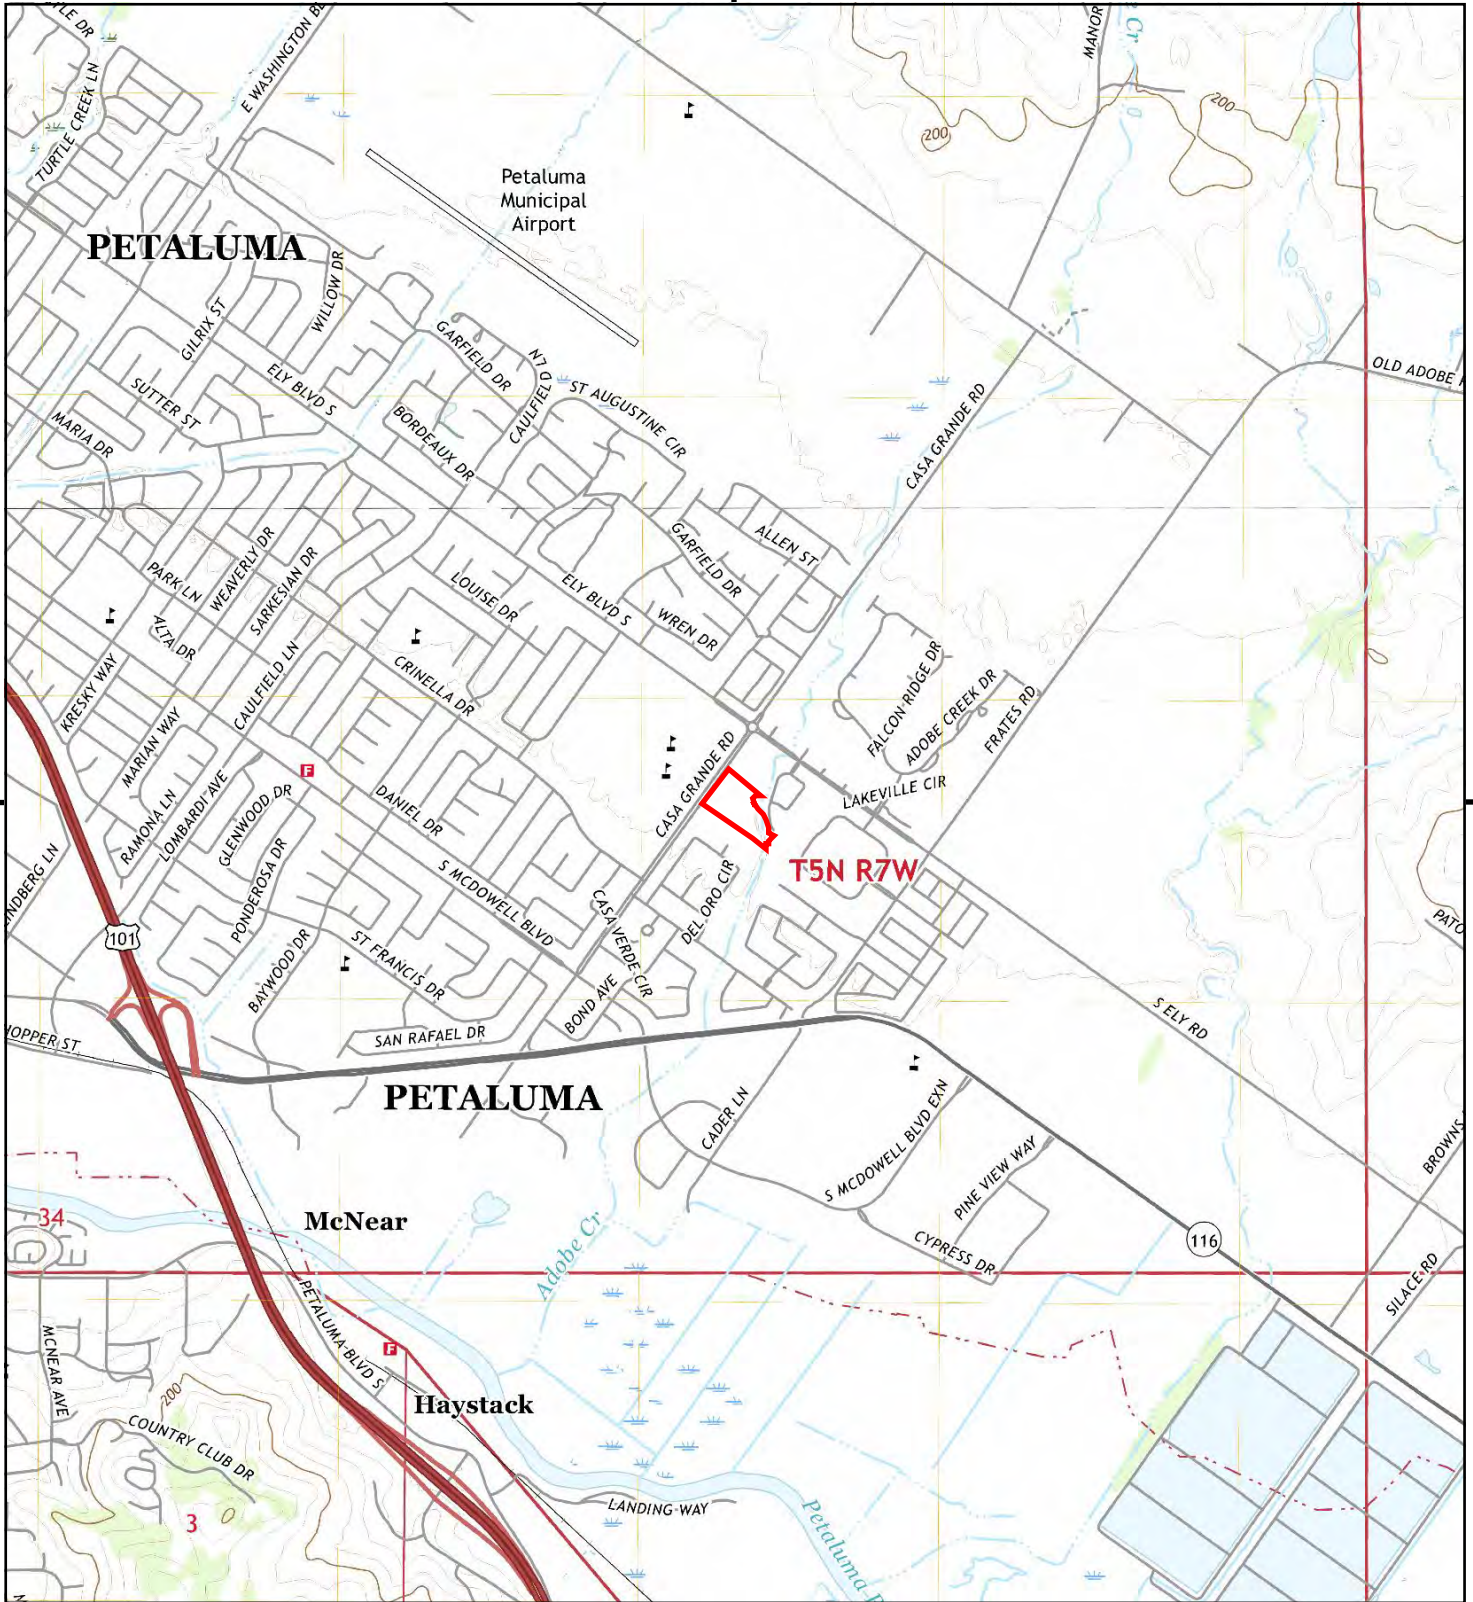 TURTLE CREEK LN
E WASHINGTON BL
MANOR
200
200
Petaluma
Municipal
Airport
PETALUMA
WILLOW DR
GILRIX ST
GARFIELD DR
ELY BLVD S
CAULFIELD LN
ST AUGUSTINE CIR
OLD ADOBE
SUTTER ST
MARIA DR
BORDEAUX DR
CASA GRANDE RD
ALLEN ST
GARFIELD DR
WEAVERLY DR
PARK LN
SARKESIAN DR
LOUISE DR
ELY BLVD S
WREN DR
ALTA DR
CRINELLA DR
KRESKY WAY
CAULFIELD LN
FALCON RIDGE DR
ADOBE CREEK DR
FRATES RD
MARIAN WAY
F
CASA GRANDE RD
LAKEVILLE CIR
RAMONA LN
LOMBARDI AVE
GLENWOOD DR
DANIEL DR
T5N R7W
PONDEROSA DR
S MCDOWELL BLVD
DEL ORO CIR
CASA VERDE CIR
101
ST FRANCIS DR
BAYWOOD DR
BOND AVE
S ELY RD
HOPPER ST
SAN RAFAEL DR
PETALUMA
CADER LN
S MCDOWELL BLVD EXN
PINE VIEW WAY
BROWNS
34
McNear
Adobe Cr
116
CYPRESS DR
SILACE RD
PETALUMA BLVD S
MCNEAR AVE
F
Haystack
200
COUNTRY CLUB DR
3
LANDING WAY
Petaluma